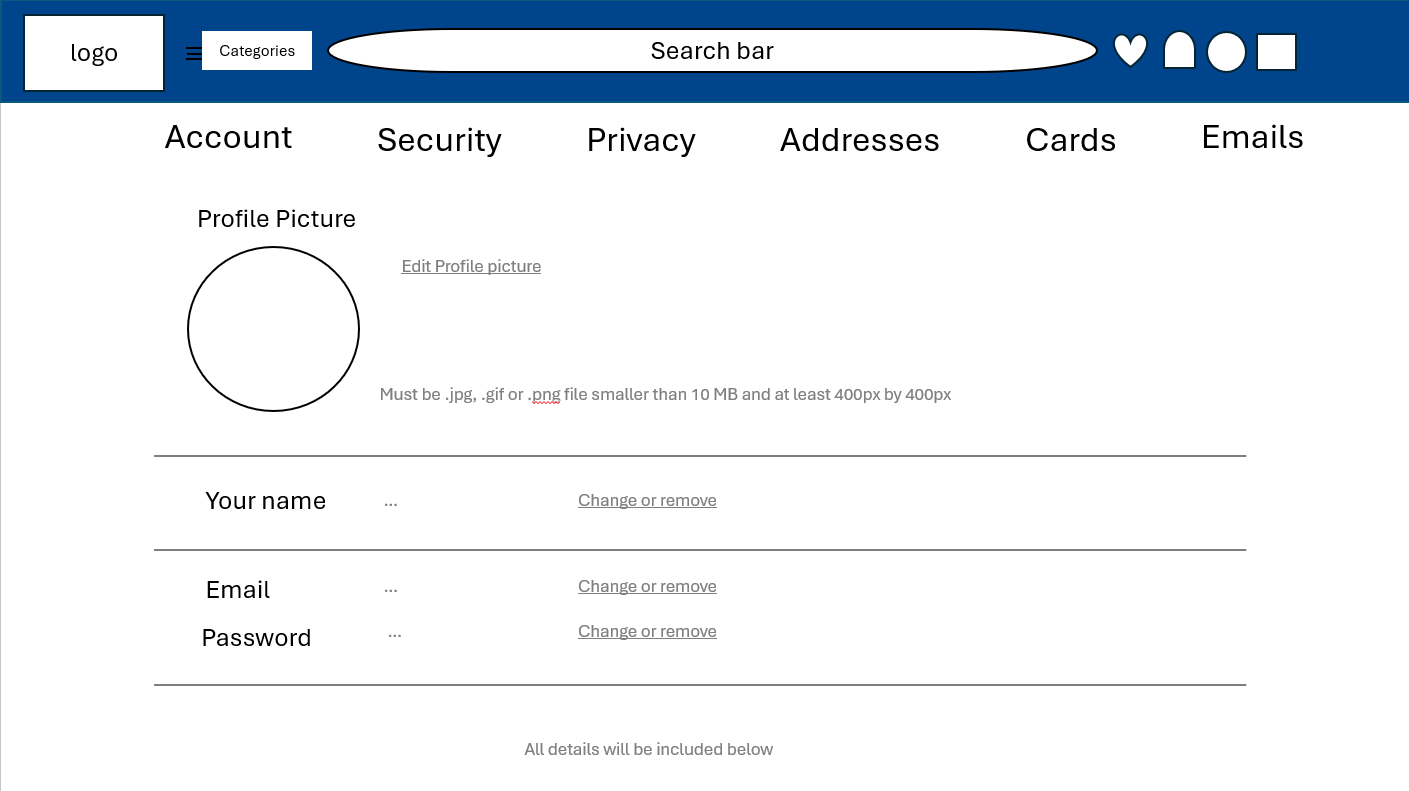 logo
Categories
Search bar
Account Security Privacy Addresses Cards Emails
Profile Picture
Edit Profile picture
Must be .jpg, .gif or .png file smaller than 10 MB and at least 400px by 400px
Your name ... Change or remove
Email ... Change or remove
Password ... Change or remove
All details will be included below